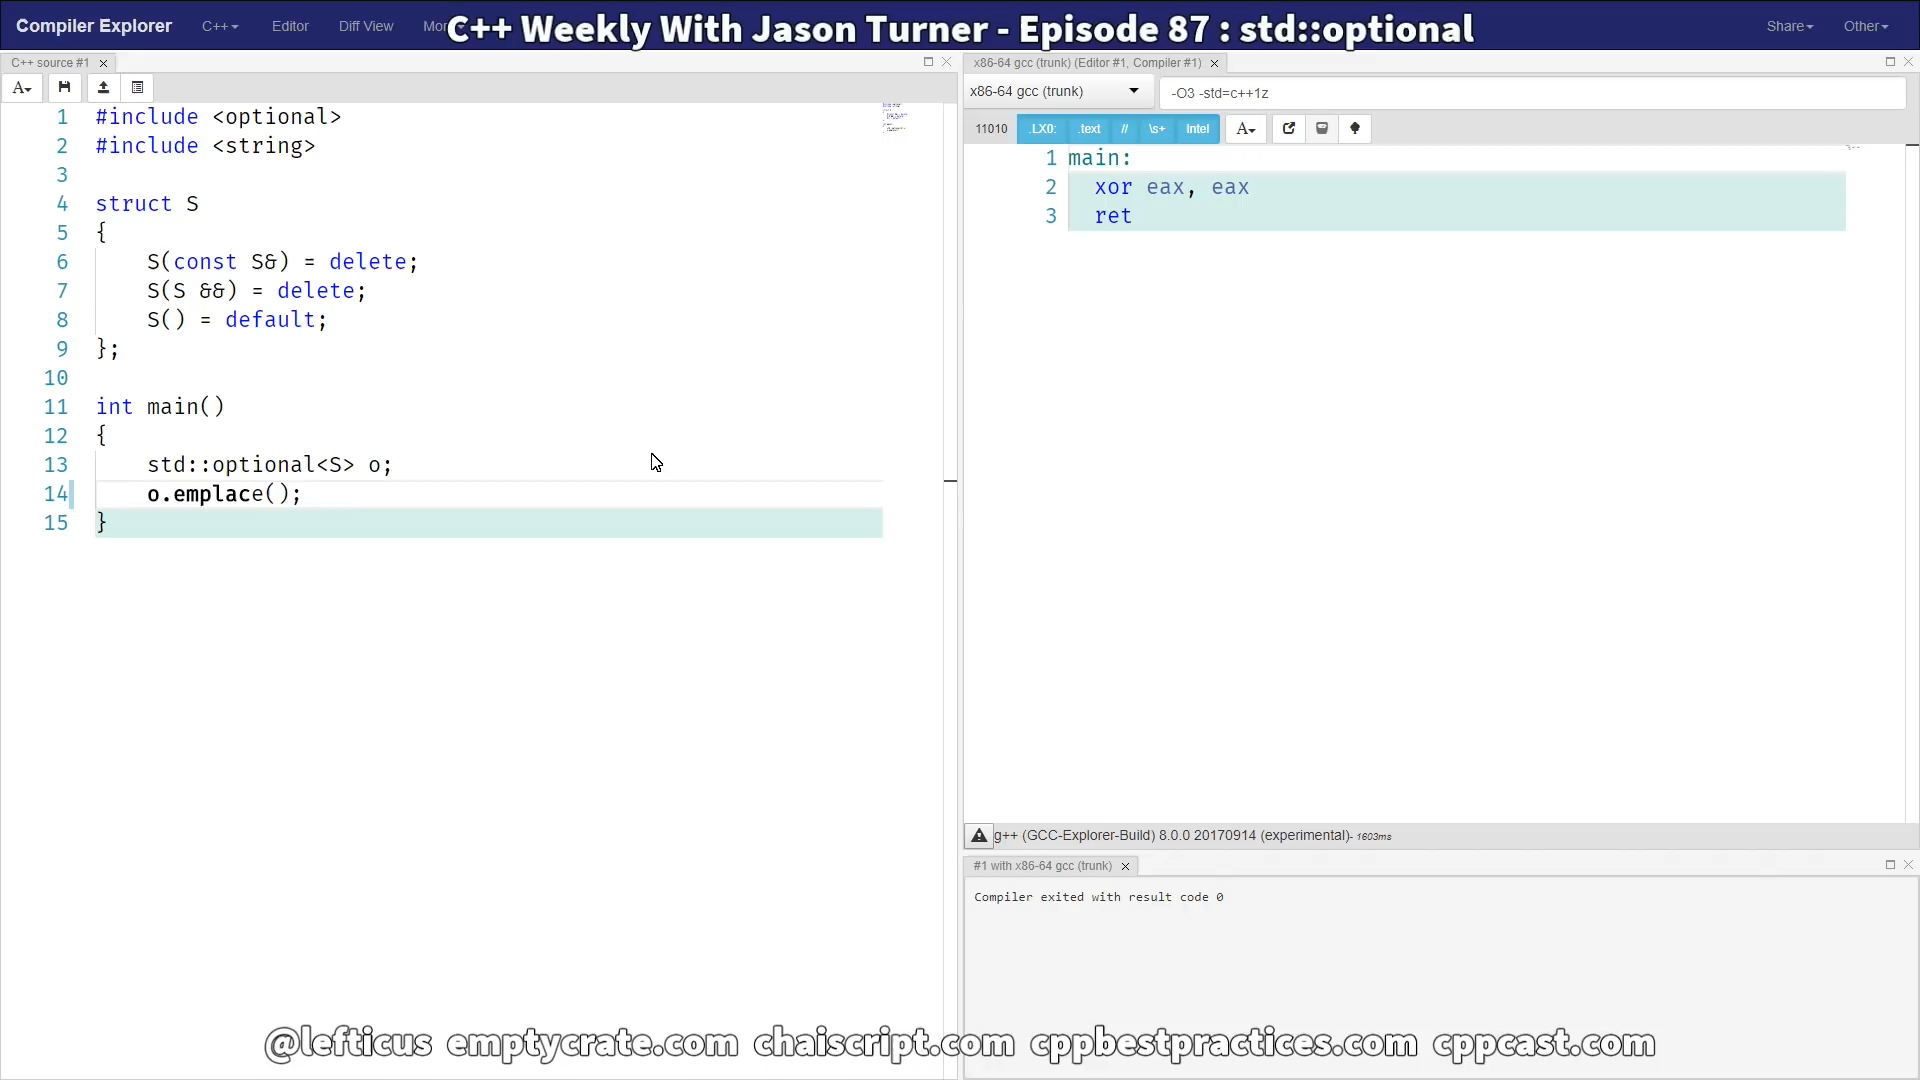 Compiler Explorer C++ Editor Diff View C++ Weekly With Jason Turner - Episode 87 : std::optional Share Other
C++ source #1
A
1 #include <optional>
2 #include <string>
3
4 struct S
5 {
6 S(const S&) = delete;
7 S(S &&) = delete;
8 S() = default;
9 };
10
11 int main()
12 {
13 std::optional<S> o;
14 o.emplace();
15 }
x86-64 gcc (trunk) (Editor #1, Compiler #1)
x86-64 gcc (trunk) -O3 -std=c++1z
11010 .LX0: .text // \s+ Intel A
1 main:
2 xor eax, eax
3 ret
g++ (GCC-Explorer-Build) 8.0.0 20170914 (experimental)- 1603ms
#1 with x86-64 gcc (trunk)
Compiler exited with result code 0
@lefticus emptycrate.com chaiscript.com cppbestpractices.com cppcast.com